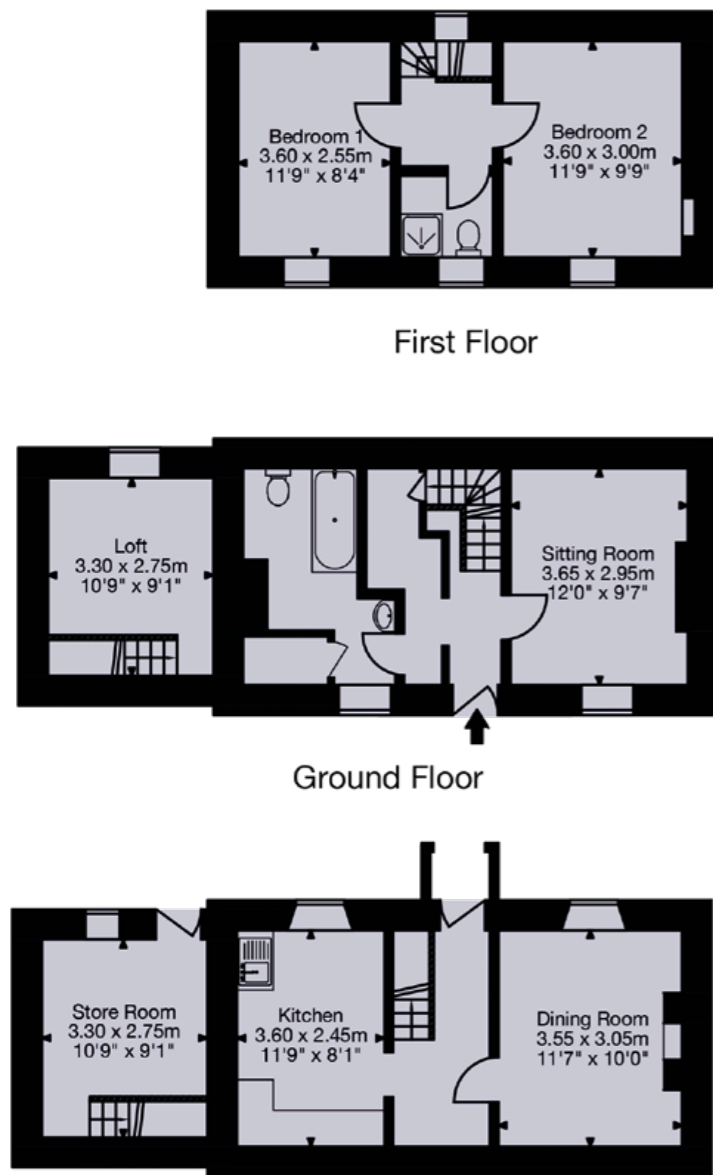 Bedroom 1
3.60 x 2.55m
11'9" x 8'4"
Bedroom 2
3.60 x 3.00m
11'9" x 9'9"
First Floor
Loft
3.30 x 2.75m
10'9" x 9'1"
Sitting Room
3.65 x 2.95m
12'0" x 9'7"
Ground Floor
Store Room
3.30 x 2.75m
10'9" x 9'1"
Kitchen
3.60 x 2.45m
11'9" x 8'1"
Dining Room
3.55 x 3.05m
11'7" x 10'0"